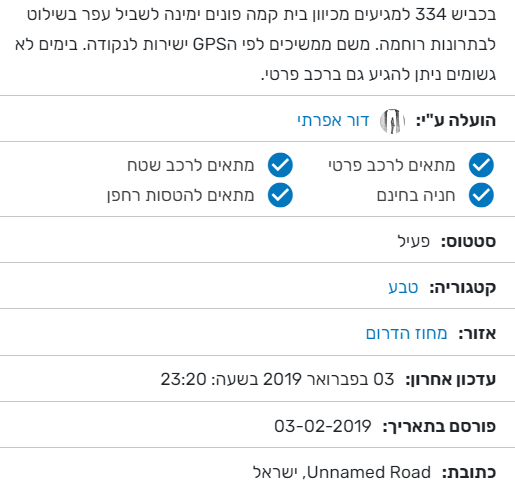 בכביש 334 למגיעים מכיוון בית קמה פונים ימינה לשביל עפר בשילוט
לבתרונות רוחמה. משם ממשיכים לפי הGPS ישירות לנקודה. בימים לא
גשומים ניתן להגיע גם ברכב פרטי.
הועלה ע"י: דור אפרתי
מתאים לרכב פרטי מתאים לרכב שטח
חניה בחינם מתאים להטסות רחפן
סטטוס: פעיל
קטגוריה: טבע
אזור: מחוז הדרום
עדכון אחרון: 03 בפברואר 2019 בשעה: 23:20
פורסם בתאריך: 03-02-2019
כתובת: Unnamed Road, ישראל